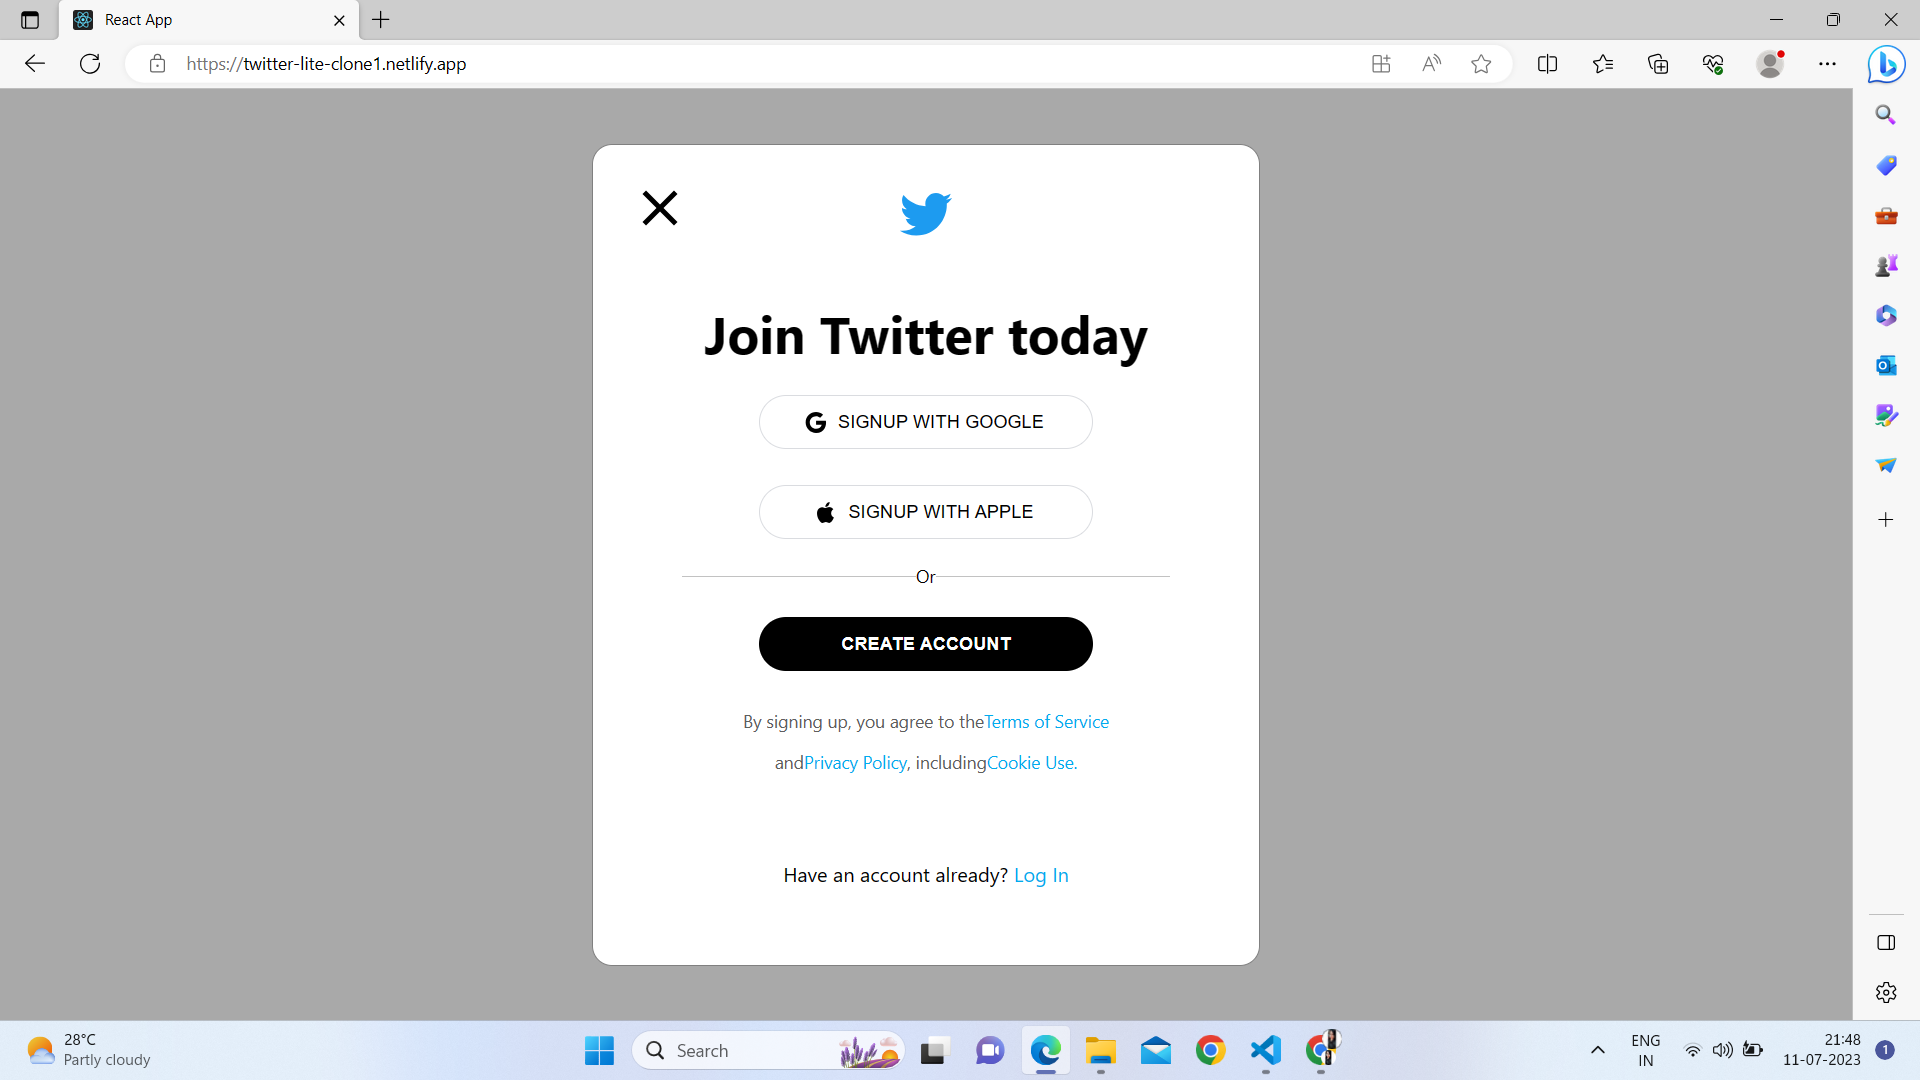 React App
https://twitter-lite-clone1.netlify.app
Join Twitter today
SIGNUP WITH GOOGLE
SIGNUP WITH APPLE
Or
CREATE ACCOUNT
By signing up, you agree to theTerms of Service
andPrivacy Policy, includingCookie Use.
Have an account already? Log In
28°C
Partly cloudy
Search
ENG
IN
21:48
11-07-2023
1